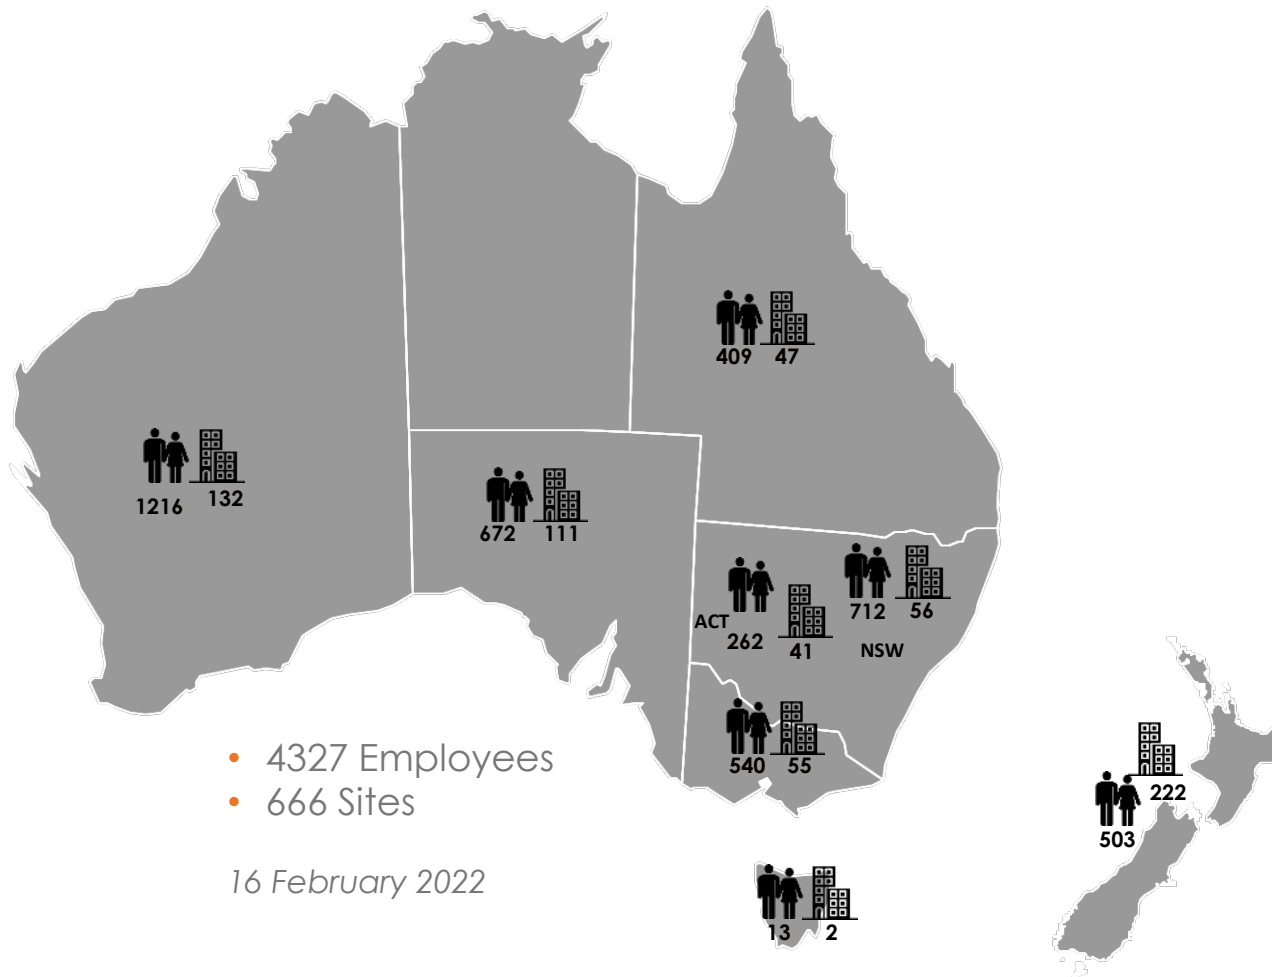 409 47
1216 132
672 111
712 56
ACT
262 41
NSW
540 55
• 4327 Employees
• 666 Sites
222
503
16 February 2022
13 2